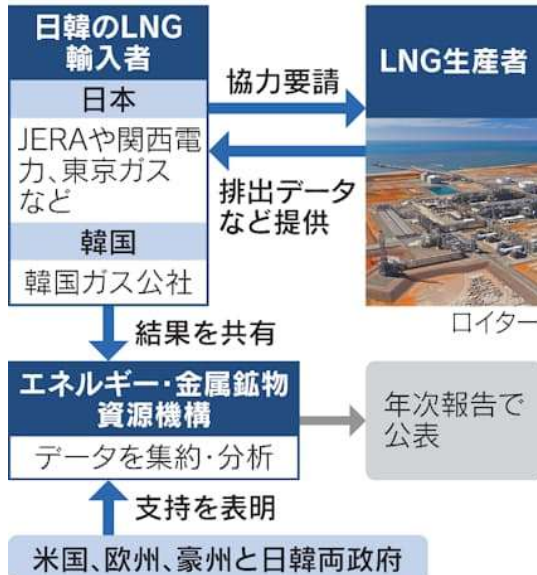 日韓のLNG
輸入者
日本
JERAや関西電
力、東京ガス
など
韓国
韓国ガス公社
協力要請
排出データ
など提供
LNG生産者
ロイター
結果を共有
エネルギー・金属鉱物
資源機構
データを集約・分析
年次報告で
公表
支持を表明
米国、欧州、豪州と日韓両政府